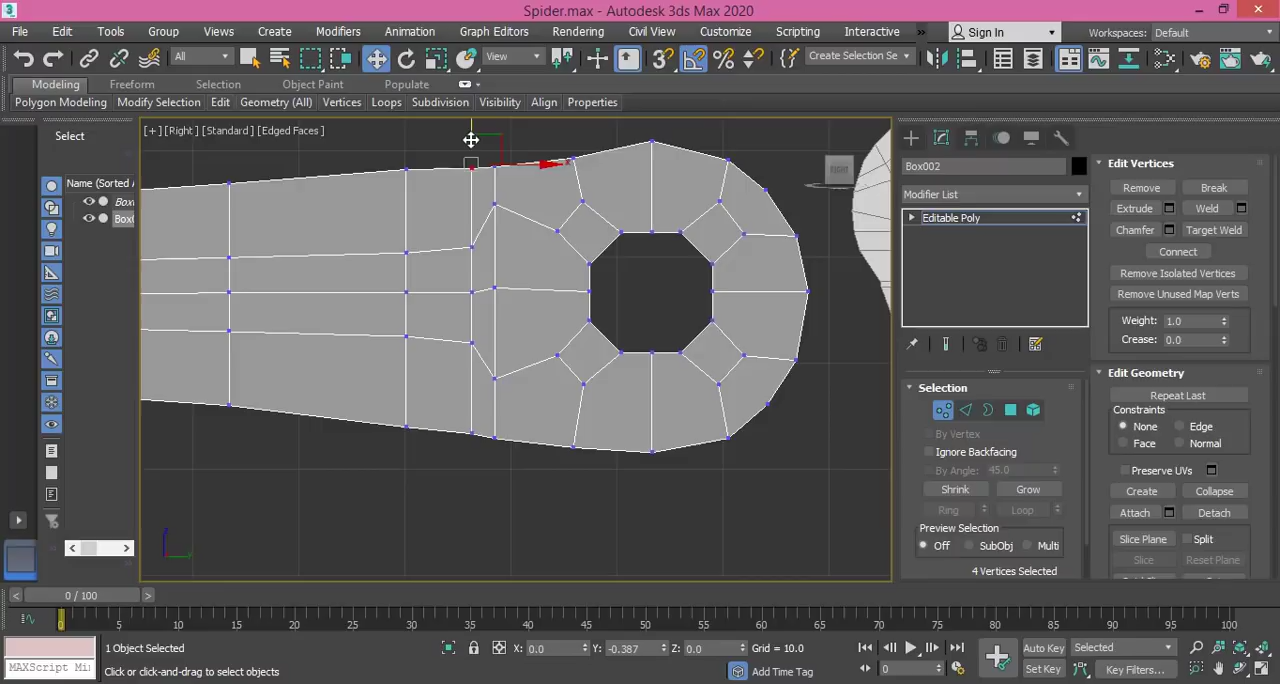 Spider.max - Autodesk 3ds Max 2020
File Edit Tools Group Views Create Modifiers Animation Graph Editors Rendering Civil View Customize Scripting Interactive Sign In Workspaces: Default
All View Create Selection Se
Modeling Freeform Selection Object Paint Populate
Polygon Modeling Modify Selection Edit Geometry (All) Vertices Loops Subdivision Visibility Align Properties
Select
[+] [Right] [Standard] [Edged Faces]
RIGHT
Name (Sorted A
Box
Box
Box002
Modifier List
Editable Poly
Selection
By Vertex
Ignore Backfacing
By Angle: 45.0
Shrink Grow
Ring Loop
Preview Selection
Off SubObj Multi
4 Vertices Selected
Edit Vertices
Remove Break
Extrude Weld
Chamfer Target Weld
Connect
Remove Isolated Vertices
Remove Unused Map Verts
Weight: 1.0
Crease: 0.0
Edit Geometry
Repeat Last
Constraints
None Edge
Face Normal
Preserve UVs
Create Collapse
Attach Detach
Slice Plane Split
Slice Reset Plane
< 0 / 100 >
0 5 10 15 20 25 30 35 40 45 50 55 60 65 70 75 80 85 90 95 100
1 Object Selected X: 0.0 Y: -0.387 Z: 0.0 Grid = 10.0 Auto Key Selected
MAXScript Mi Click or click-and-drag to select objects Add Time Tag 0 Set Key Key Filters...